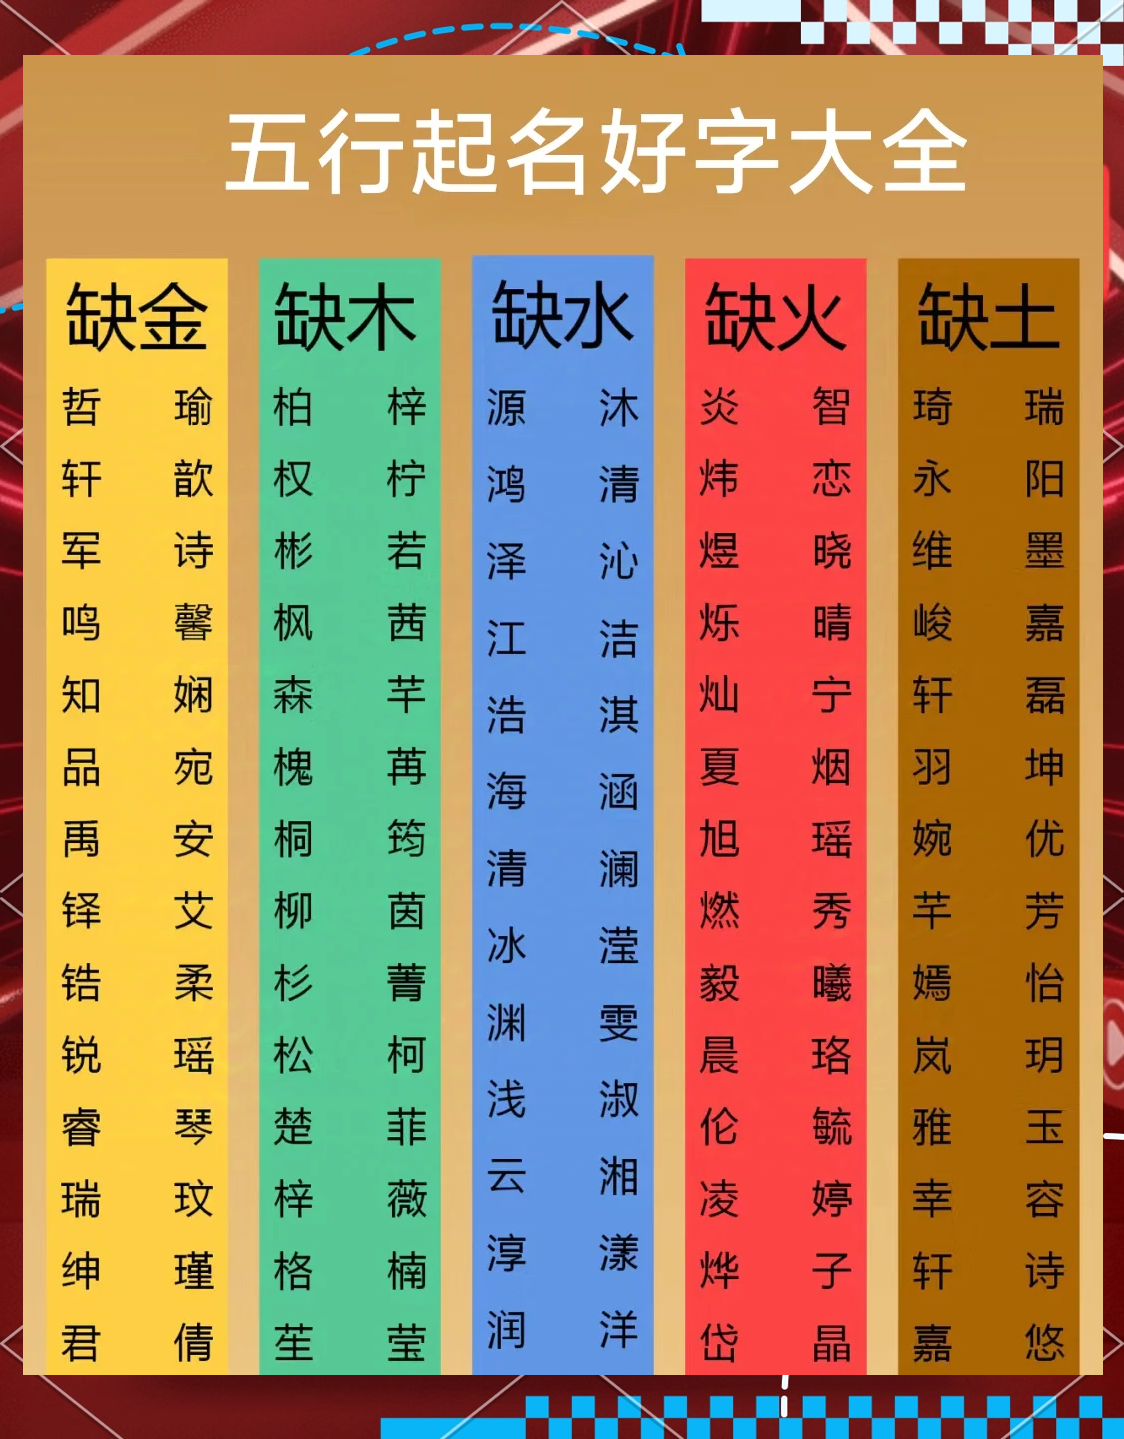 五行起名好字大全
缺金
哲 瑜
轩 歆
军 诗
鸣 馨
知 娴
品 宛
禹 安
铎 艾
锆 柔
锐 瑶
睿 琴
瑞 玟
绅 瑾
君 倩
缺木
柏 梓
权 柠
彬 若
枫 茜
森 芊
槐 苒
桐 筠
柳 茵
杉 菁
松 柯
楚 菲
梓 薇
格 楠
苼 莹
缺水
源 沐
鸿 清
泽 沁
江 洁
浩 淇
海 涵
清 澜
冰 滢
渊 雯
浅 淑
云 湘
淳 漾
润 洋
缺火
炎 智
炜 恋
煜 晓
烁 晴
灿 宁
夏 烟
旭 瑶
燃 秀
毅 曦
晨 珞
伦 毓
凌 婷
烨 子
岱 晶
缺土
琦 瑞
永 阳
维 墨
峻 嘉
轩 磊
羽 坤
婉 优
芊 芳
嫣 怡
岚 玥
雅 玉
幸 容
轩 诗
嘉 悠